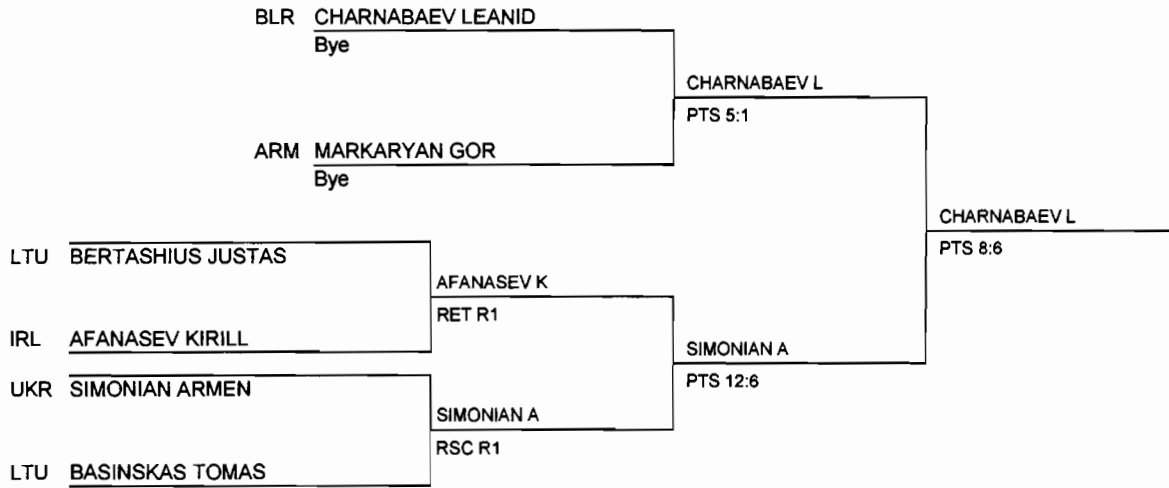 BLR CHARNABAEV LEANID
Bye
CHARNABAEV L
PTS 5:1
ARM MARKARYAN GOR
Bye
CHARNABAEV L
PTS 8:6
LTU BERTASHIUS JUSTAS
AFANASEV K
RET R1
IRL AFANASEV KIRILL
SIMONIAN A
PTS 12:6
UKR SIMONIAN ARMEN
SIMONIAN A
RSC R1
LTU BASINSKAS TOMAS